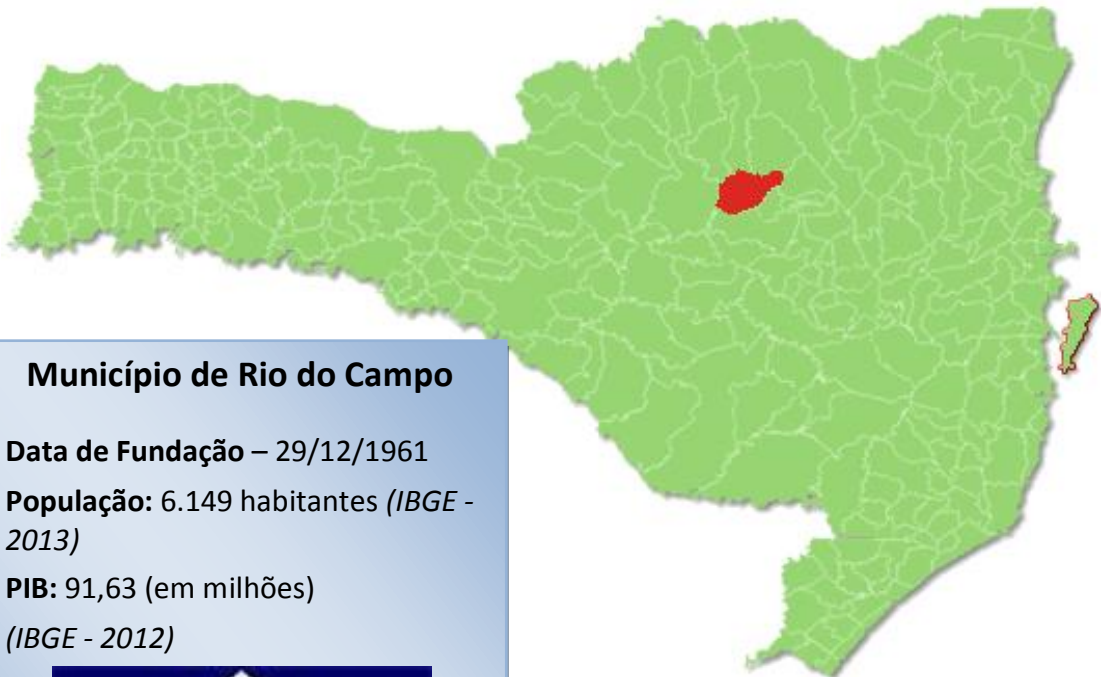 Município de Rio do Campo
Data de Fundação – 29/12/1961
População: 6.149 habitantes (IBGE -
2013)
PIB: 91,63 (em milhões)
(IBGE - 2012)